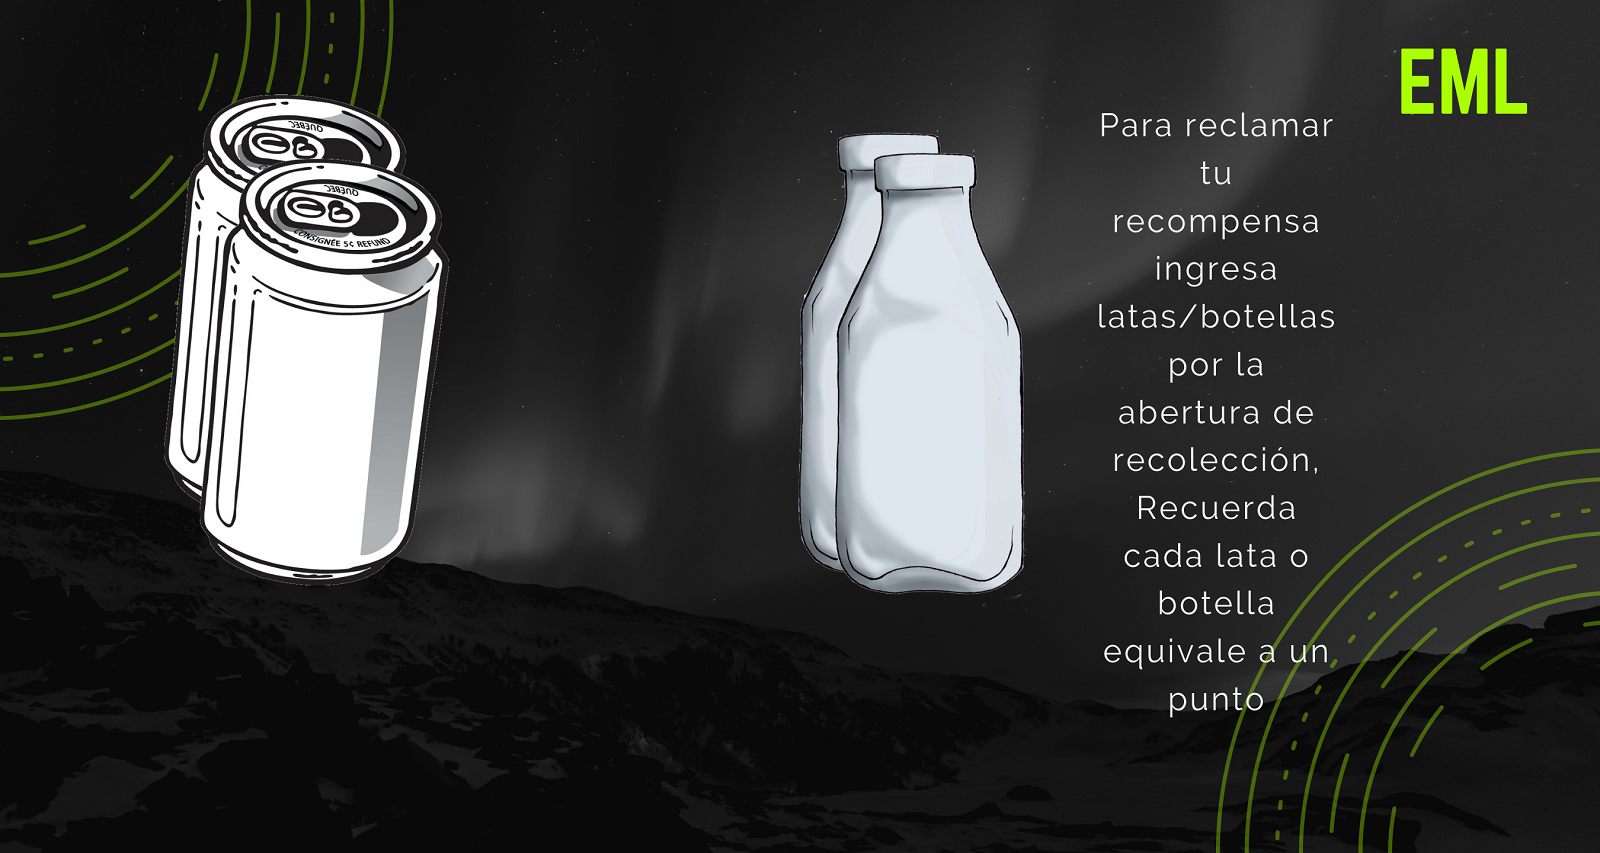 EML
Para reclamar
tu
recompensa
ingresa
latas/botellas
por la
abertura de
recolección,
Recuerda
cada lata o
botella
equivale a un
punto
QUÉBEC
QUÉBEC
CONSIGNÉE 5¢ REFUND